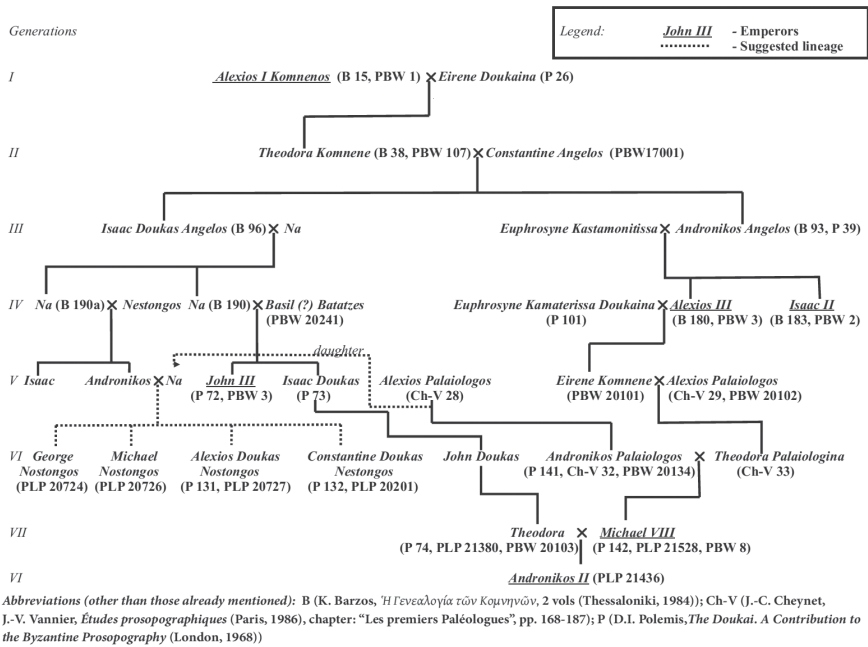 Generations
Legend: John III - Emperors
- Suggested lineage
I Alexios I Komnenos (B 15, PBW 1) × Eirene Doukaina (P 26)
II Theodora Komnene (B 38, PBW 107) × Constantine Angelos (PBW17001)
III Isaac Doukas Angelos (B 96) × Na Euphrosyne Kastamonitissa × Andronikos Angelos (B 93, P 39)
IV Na (B 190a) × Nestongos Na (B 190) × Basil (?) Batatzes Euphrosyne Kamaterissa Doukaina × Alexios III Isaac II
(PBW 20241) (P 101) (B 180, PBW 3) (B 183, PBW 2)
daughter
V Isaac Andronikos × Na John III Isaac Doukas Alexios Palaiologos Eirene Komnene × Alexios Palaiologos
(P 72, PBW 3) (P 73) (Ch-V 28) (PBW 20101) (Ch-V 29, PBW 20102)
VI George Michael Alexios Doukas Constantine Doukas John Doukas Andronikos Palaiologos × Theodora Palaiologina
Nostongos Nostongos Nostongos Nestongos (P 141, Ch-V 32, PBW 20134) (Ch-V 33)
(PLP 20724) (PLP 20726) (P 131, PLP 20727) (P 132, PLP 20201)
VII Theodora × Michael VIII
(P 74, PLP 21380, PBW 20103) (P 142, PLP 21528, PBW 8)
VI Andronikos II (PLP 21436)
Abbreviations (other than those already mentioned): B (K. Barzos, Ἡ Γενεαλογία τῶν Κομνηνῶν, 2 vols (Thessaloniki, 1984)); Ch-V (J.-C. Cheynet,
J.-V. Vannier, Études prosopographiques (Paris, 1986), chapter: “Les premiers Paléologues”, pp. 168-187); P (D.I. Polemis, The Doukai. A Contribution to
the Byzantine Prosopography (London, 1968))